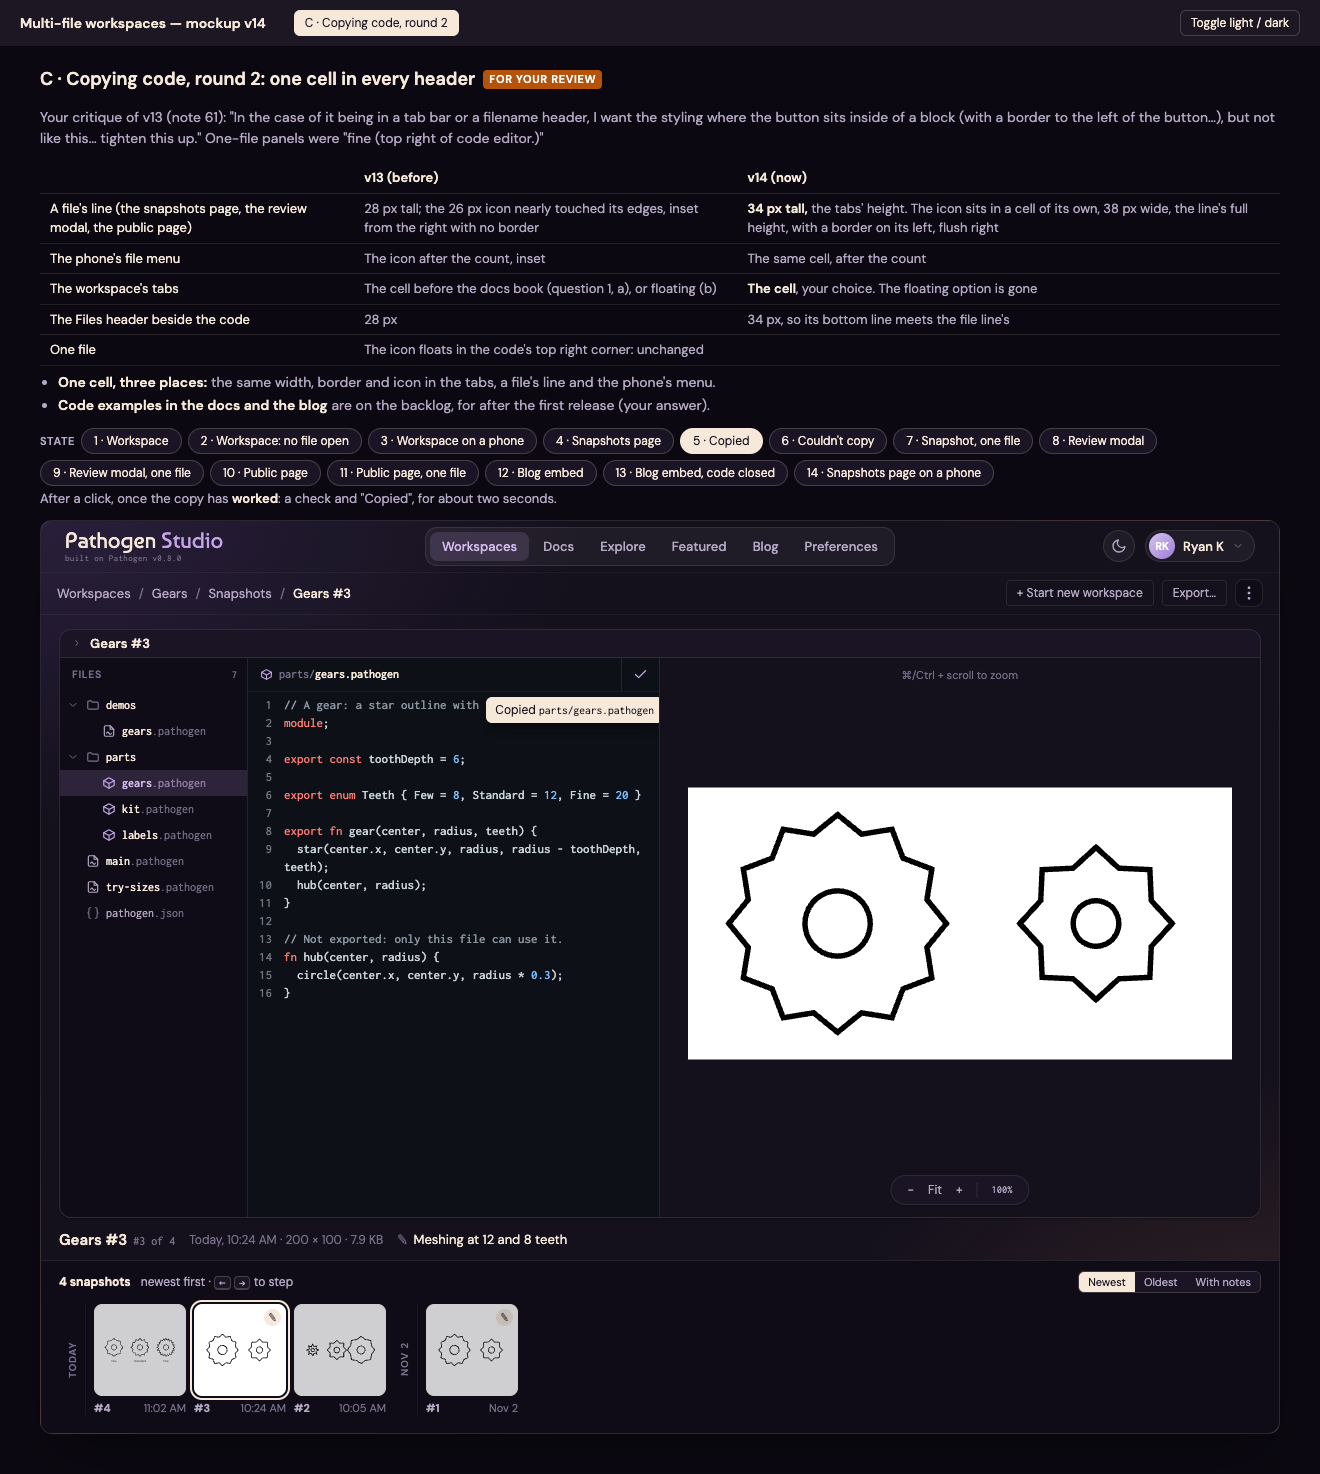 Multi-file workspaces — mockup v14
C · Copying code, round 2
Toggle light / dark
C · Copying code, round 2: one cell in every header
FOR YOUR REVIEW
Your critique of v13 (note 61): "In the case of it being in a tab bar or a filename header, I want the styling where the button sits inside of a block (with a border to the left of the button…), but not
like this… tighten this up." One-file panels were "fine (top right of code editor.)"
v13 (before)
v14 (now)
A file's line (the snapshots page, the review
modal, the public page)
28 px tall; the 26 px icon nearly touched its edges, inset
from the right with no border
34 px tall, the tabs' height. The icon sits in a cell of its own, 38 px wide, the line's full
height, with a border on its left, flush right
The phone's file menu
The icon after the count, inset
The same cell, after the count
The workspace's tabs
The cell before the docs book (question 1, a), or floating (b)
The cell, your choice. The floating option is gone
The Files header beside the code
28 px
34 px, so its bottom line meets the file line's
One file
The icon floats in the code's top right corner: unchanged
• One cell, three places: the same width, border and icon in the tabs, a file's line and the phone's menu.
• Code examples in the docs and the blog are on the backlog, for after the first release (your answer).
STATE
1 · Workspace
2 · Workspace: no file open
3 · Workspace on a phone
4 · Snapshots page
5 · Copied
6 · Couldn't copy
7 · Snapshot, one file
8 · Review modal
9 · Review modal, one file
10 · Public page
11 · Public page, one file
12 · Blog embed
13 · Blog embed, code closed
14 · Snapshots page on a phone
After a click, once the copy has worked: a check and "Copied", for about two seconds.
Pathogen Studio
built on Pathogen v0.8.0
Workspaces
Docs
Explore
Featured
Blog
Preferences
RK
Ryan K
Workspaces / Gears / Snapshots / Gears #3
+ Start new workspace
Export…
Gears #3
FILES
7
demos
gears.pathogen
parts
gears.pathogen
kit.pathogen
labels.pathogen
main.pathogen
try-sizes.pathogen
pathogen.json
parts/gears.pathogen
Copied parts/gears.pathogen
1 // A gear: a star outline with
2 module;
3
4 export const toothDepth = 6;
5
6 export enum Teeth { Few = 8, Standard = 12, Fine = 20 }
7
8 export fn gear(center, radius, teeth) {
9 star(center.x, center.y, radius, radius - toothDepth,
teeth);
10 hub(center, radius);
11 }
12
13 // Not exported: only this file can use it.
14 fn hub(center, radius) {
15 circle(center.x, center.y, radius * 0.3);
16 }
⌘/Ctrl + scroll to zoom
− Fit + 100%
Gears #3 #3 of 4 Today, 10:24 AM · 200 × 100 · 7.9 KB ✎ Meshing at 12 and 8 teeth
4 snapshots newest first · ← → to step
Newest
Oldest
With notes
TODAY
#4 11:02 AM
#3 10:24 AM
#2 10:05 AM
NOV 2
#1 Nov 2